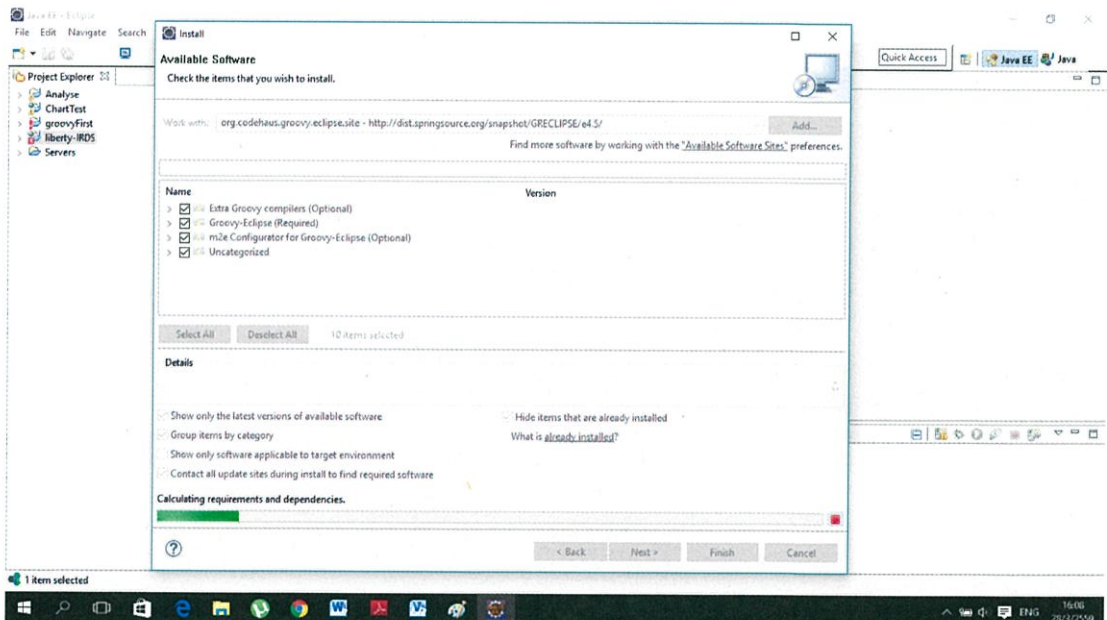 Java EE - Eclipse
File Edit Navigate Search
Quick Access
Java EE
Java
Project Explorer
Analyse
ChartTest
groovyFirst
liberty-IRDS
Servers
Install
Available Software
Check the items that you wish to install.
Work with: org.codehaus.groovy.eclipse.site - http://dist.springsource.org/snapshot/GRECLIPSE/e4.5/
Add...
Find more software by working with the "Available Software Sites" preferences.
Name Version
Extra Groovy compilers (Optional)
Groovy-Eclipse (Required)
m2e Configurator for Groovy-Eclipse (Optional)
Uncategorized
Select All Deselect All 10 items selected
Details
Show only the latest versions of available software
Hide items that are already installed
Group items by category
What is already installed?
Show only software applicable to target environment
Contact all update sites during install to find required software
Calculating requirements and dependencies.
< Back Next > Finish Cancel
1 item selected
ENG
16:06